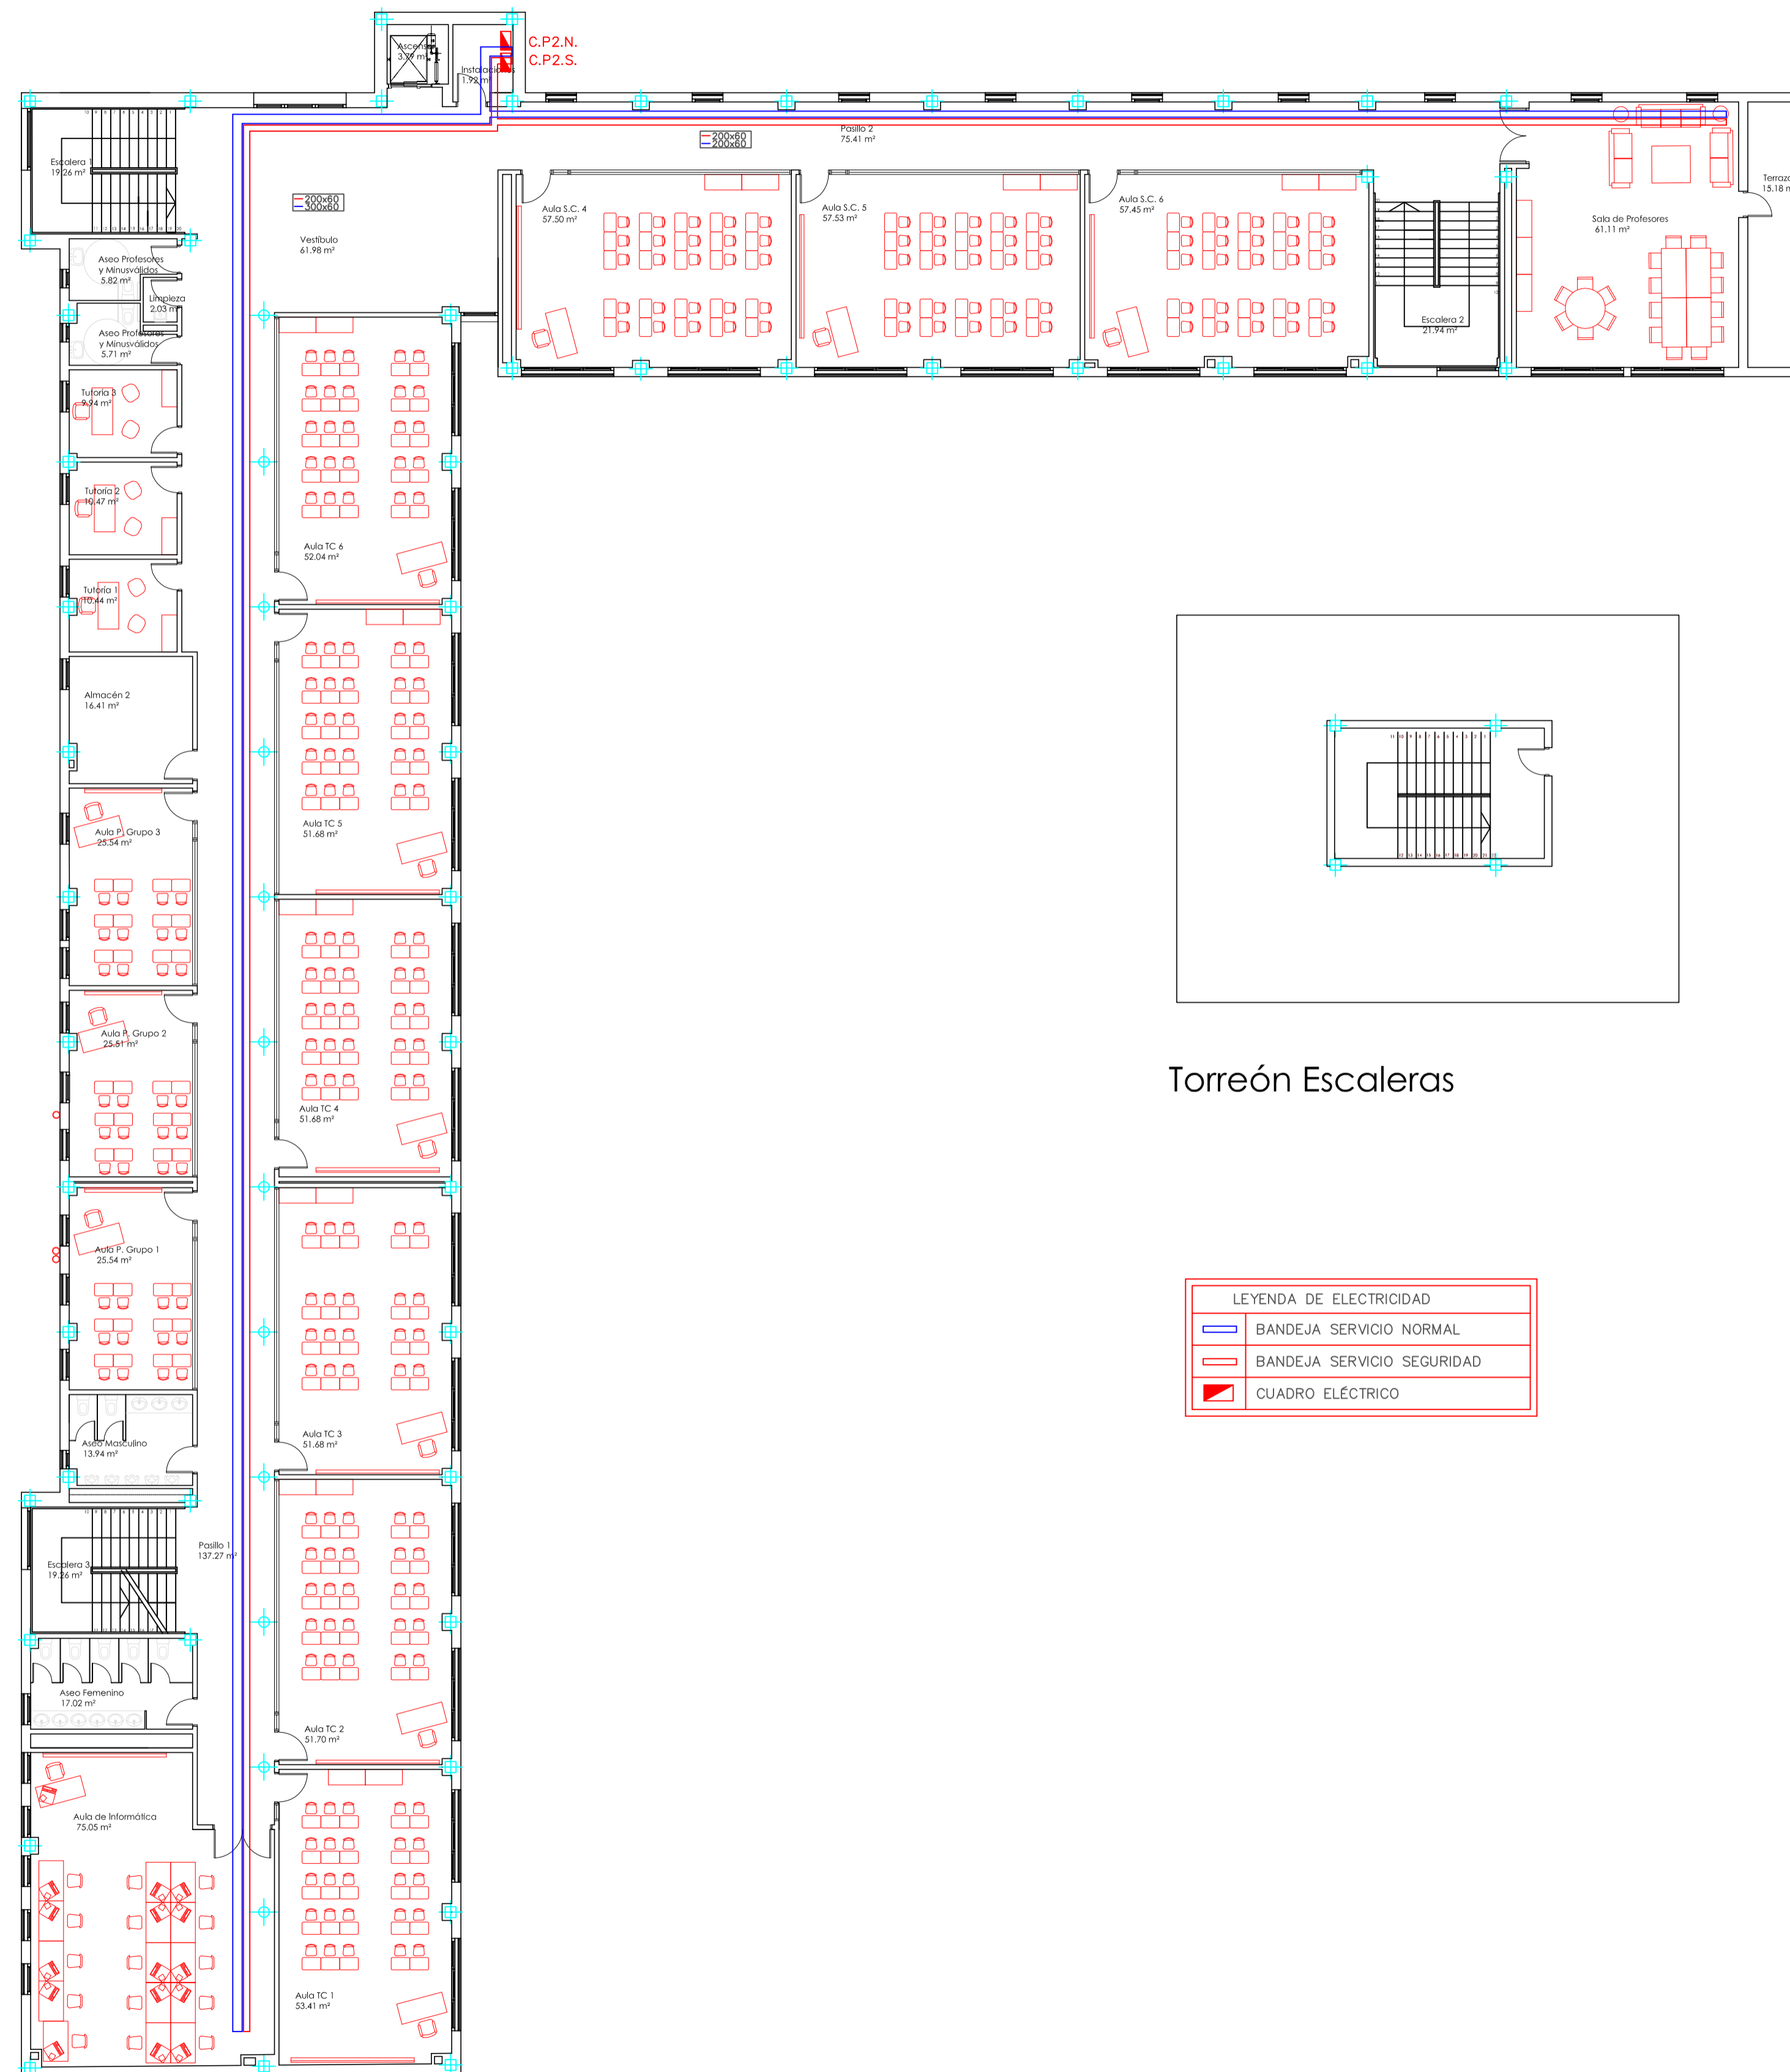 C.P2.N.
C.P2.S.
Ascensor
3.79 m²
Instalaciones
1.92 m²
Pasillo 2
75.41 m²
200x60
200x60
Escalera 1
19.26 m²
200x60
300x60
Vestíbulo
61.98 m²
Aula S.C. 4
57.50 m²
Aula S.C. 5
57.53 m²
Aula S.C. 6
57.45 m²
Escalera 2
21.94 m²
Sala de Profesores
61.11 m²
Terraza
15.18 m
Aseo Profesores
y Minusválidos
5.82 m²
Limpieza
2.03 m²
Aseo Profesores
y Minusválidos
5.71 m²
Tutoría 3
9.94 m²
Tutoría 2
10.47 m²
Tutoría 1
10.44 m²
Almacén 2
16.41 m²
Aula P. Grupo 3
25.54 m²
Aula P. Grupo 2
25.51 m²
Aula P. Grupo 1
25.54 m²
Aseo Masculino
13.94 m²
Escalera 3
19.26 m²
Pasillo 1
137.27 m²
Aseo Femenino
17.02 m²
Aula de Informática
75.05 m²
Aula TC 6
52.04 m²
Aula TC 5
51.68 m²
Aula TC 4
51.68 m²
Aula TC 3
51.68 m²
Aula TC 2
51.70 m²
Aula TC 1
53.41 m²
Torreón Escaleras
LEYENDA DE ELECTRICIDAD
BANDEJA SERVICIO NORMAL
BANDEJA SERVICIO SEGURIDAD
CUADRO ELÉCTRICO